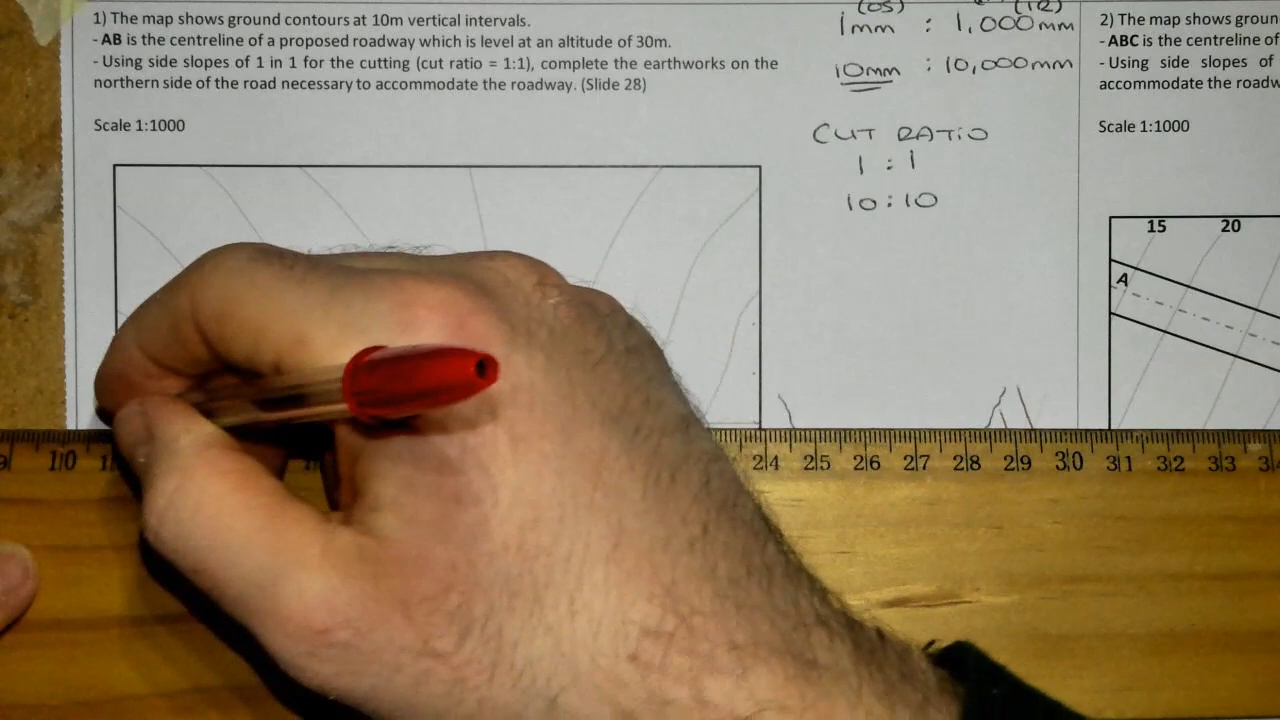 1) The map shows ground contours at 10m vertical intervals.
- AB is the centreline of a proposed roadway which is level at an altitude of 30m.
- Using side slopes of 1 in 1 for the cutting (cut ratio = 1:1), complete the earthworks on the
northern side of the road necessary to accommodate the roadway. (Slide 28)
Scale 1:1000
1mm : 1,000mm
10mm : 10,000mm
CUT RATIO
1 : 1
10 : 10
2) The map shows groun
- ABC is the centreline of
- Using side slopes of
accommodate the roadw
Scale 1:1000
15 20
A
10 24 25 26 27 28 29 30 31 32 33